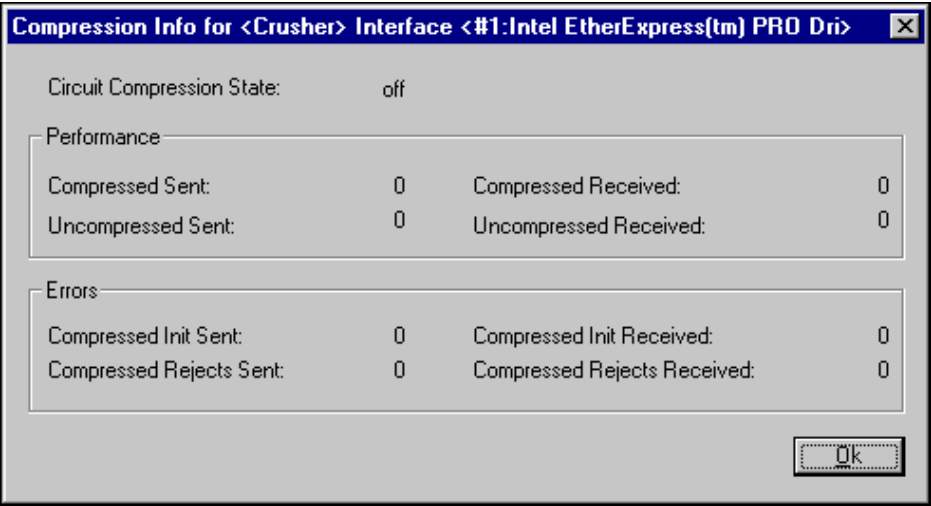 Compression Info for <Crusher> Interface <#1:Intel EtherExpress(tm) PRO Dri>
Circuit Compression State: off
Performance
Compressed Sent: 0 Compressed Received: 0
Uncompressed Sent: 0 Uncompressed Received: 0
Errors
Compressed Init Sent: 0 Compressed Init Received: 0
Compressed Rejects Sent: 0 Compressed Rejects Received: 0
Ok